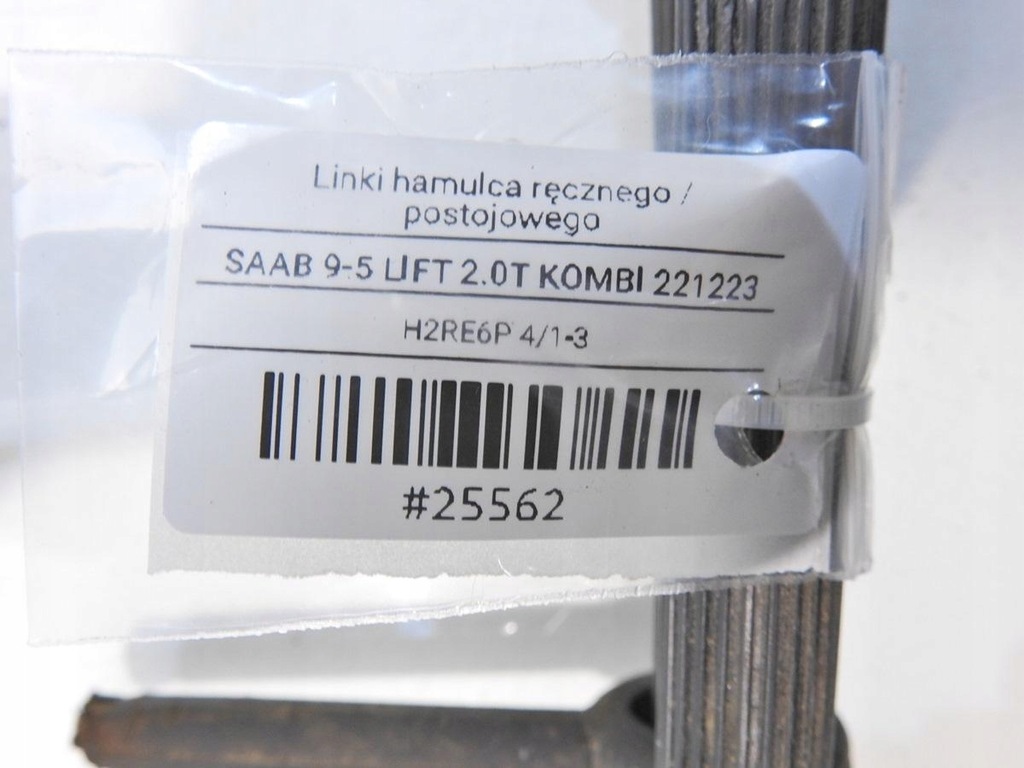 Linki hamulca ręcznego /
postojowego
SAAB 9-5 LIFT 2.0T KOMBI 221223
H2RE6P 4/1-3
#25562